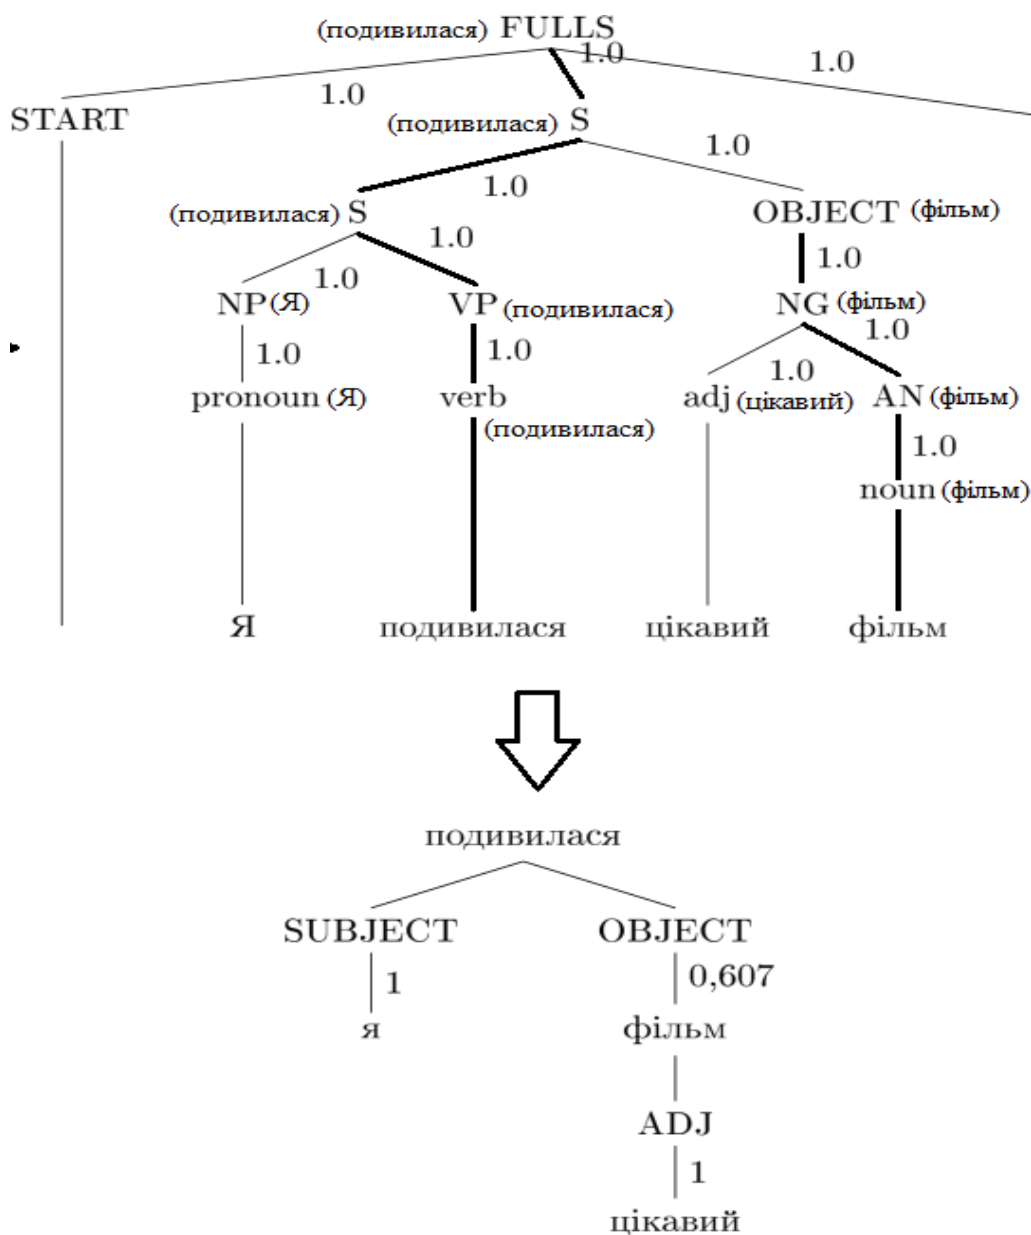 (подивилася) FULLS
1.0 1.0 1.0
START (подивилася) S
1.0 1.0
(подивилася) S OBJECT (фільм)
1.0 1.0 1.0
NP (Я) VP (подивилася) NG (фільм)
1.0 1.0 1.0 1.0
pronoun (Я) verb adj (цікавий) AN (фільм)
(подивилася) 1.0
noun (фільм)
Я подивилася цікавий фільм
подивилася
SUBJECT OBJECT
1 0,607
я фільм
ADJ
1
цікавий